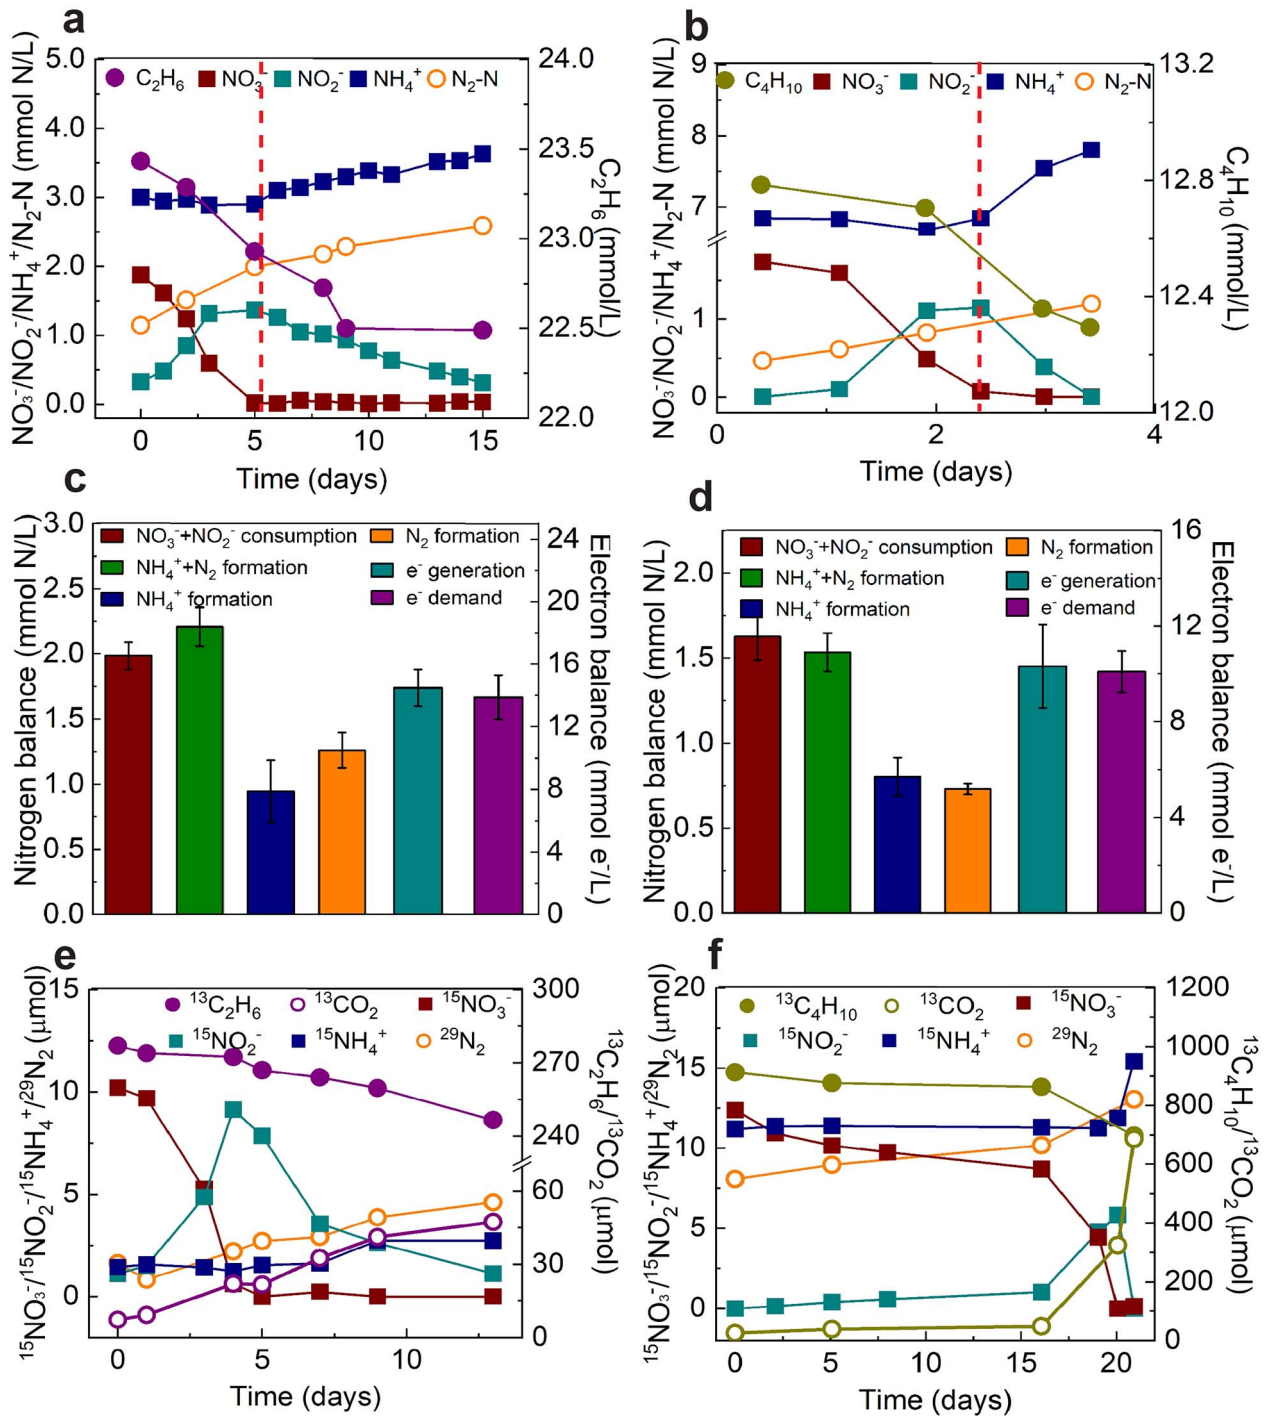 a
NO₃⁻/NO₂⁻/NH₄⁺/N₂-N (mmol N/L)
C₂H₆ NO₃⁻ NO₂⁻ NH₄⁺ N₂-N
5.0
4.0
3.0
2.0
1.0
0.0
24.0
23.5
23.0
22.5
22.0
C₂H₆ (mmol/L)
0 5 10 15
Time (days)
b
NO₃⁻/NO₂⁻/NH₄⁺/N₂-N (mmol N/L)
C₄H₁₀ NO₃⁻ NO₂⁻ NH₄⁺ N₂-N
9
8
7
1
0
13.2
12.8
12.4
12.0
C₄H₁₀ (mmol/L)
0 2 4
Time (days)
c
Nitrogen balance (mmol N/L)
3.0
2.5
2.0
1.5
1.0
0.5
0.0
NO₃⁻+NO₂⁻ consumption
NH₄⁺+N₂ formation
NH₄⁺ formation
N₂ formation
e⁻ generation
e⁻ demand
24
20
16
12
8
4
0
Electron balance (mmol e⁻/L)
d
Nitrogen balance (mmol N/L)
2.0
1.5
1.0
0.5
0.0
NO₃⁻+NO₂⁻ consumption
NH₄⁺+N₂ formation
NH₄⁺ formation
N₂ formation
e⁻ generation
e⁻ demand
16
12
8
4
0
Electron balance (mmol e⁻/L)
e
¹⁵NO₃⁻/¹⁵NO₂⁻/¹⁵NH₄⁺/²⁹N₂ (μmol)
15
10
5
0
¹³C₂H₆ ¹³CO₂ ¹⁵NO₃⁻
¹⁵NO₂⁻ ¹⁵NH₄⁺ ²⁹N₂
300
270
240
60
30
0
¹³C₂H₆/¹³CO₂ (μmol)
0 5 10
Time (days)
f
¹⁵NO₃⁻/¹⁵NO₂⁻/¹⁵NH₄⁺/²⁹N₂ (μmol)
20
15
10
5
0
¹³C₄H₁₀ ¹³CO₂ ¹⁵NO₃⁻
¹⁵NO₂⁻ ¹⁵NH₄⁺ ²⁹N₂
1200
1000
800
600
400
200
0
¹³C₄H₁₀/¹³CO₂ (μmol)
0 5 10 15 20
Time (days)